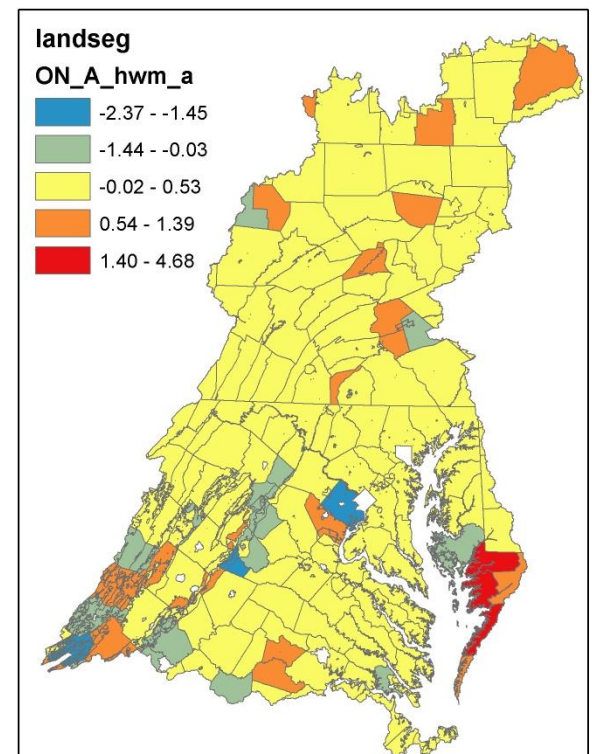 landseg
ON_A_hwm_a
-2.37 - -1.45
-1.44 - -0.03
-0.02 - 0.53
0.54 - 1.39
1.40 - 4.68